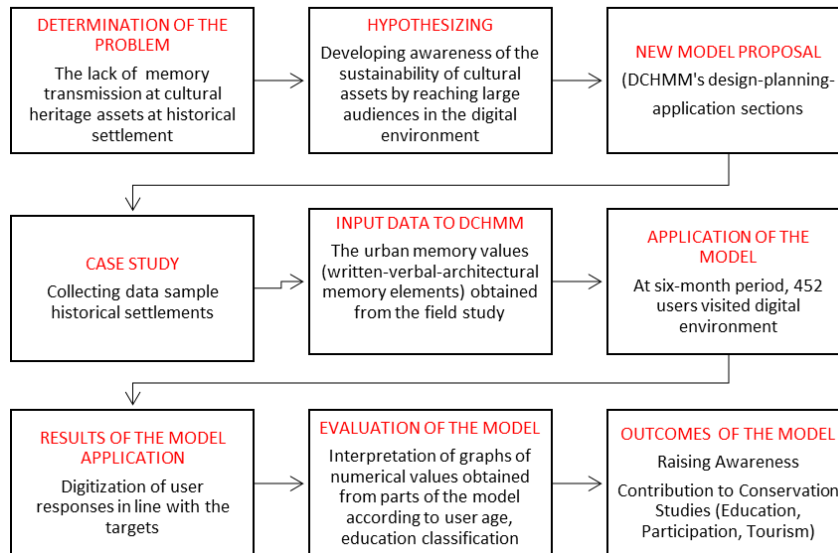 DETERMINATION OF THE
PROBLEM
The lack of memory
transmission at cultural
heritage assets at historical
settlement
HYPOTHESIZING
Developing awareness of the
sustainability of cultural
assets by reaching large
audiences in the digital
environment
NEW MODEL PROPOSAL
(DCHMM's design-planning-
application sections
CASE STUDY
Collecting data sample
historical settlements
INPUT DATA TO DCHMM
The urban memory values
(written-verbal-architectural
memory elements) obtained
from the field study
APPLICATION OF THE
MODEL
At six-month period, 452
users visited digital
environment
RESULTS OF THE MODEL
APPLICATION
Digitization of user
responses in line with the
targets
EVALUATION OF THE MODEL
Interpretation of graphs of
numerical values obtained
from parts of the model
according to user age,
education classification
OUTCOMES OF THE MODEL
Raising Awareness
Contribution to Conservation
Studies (Education,
Participation, Tourism)